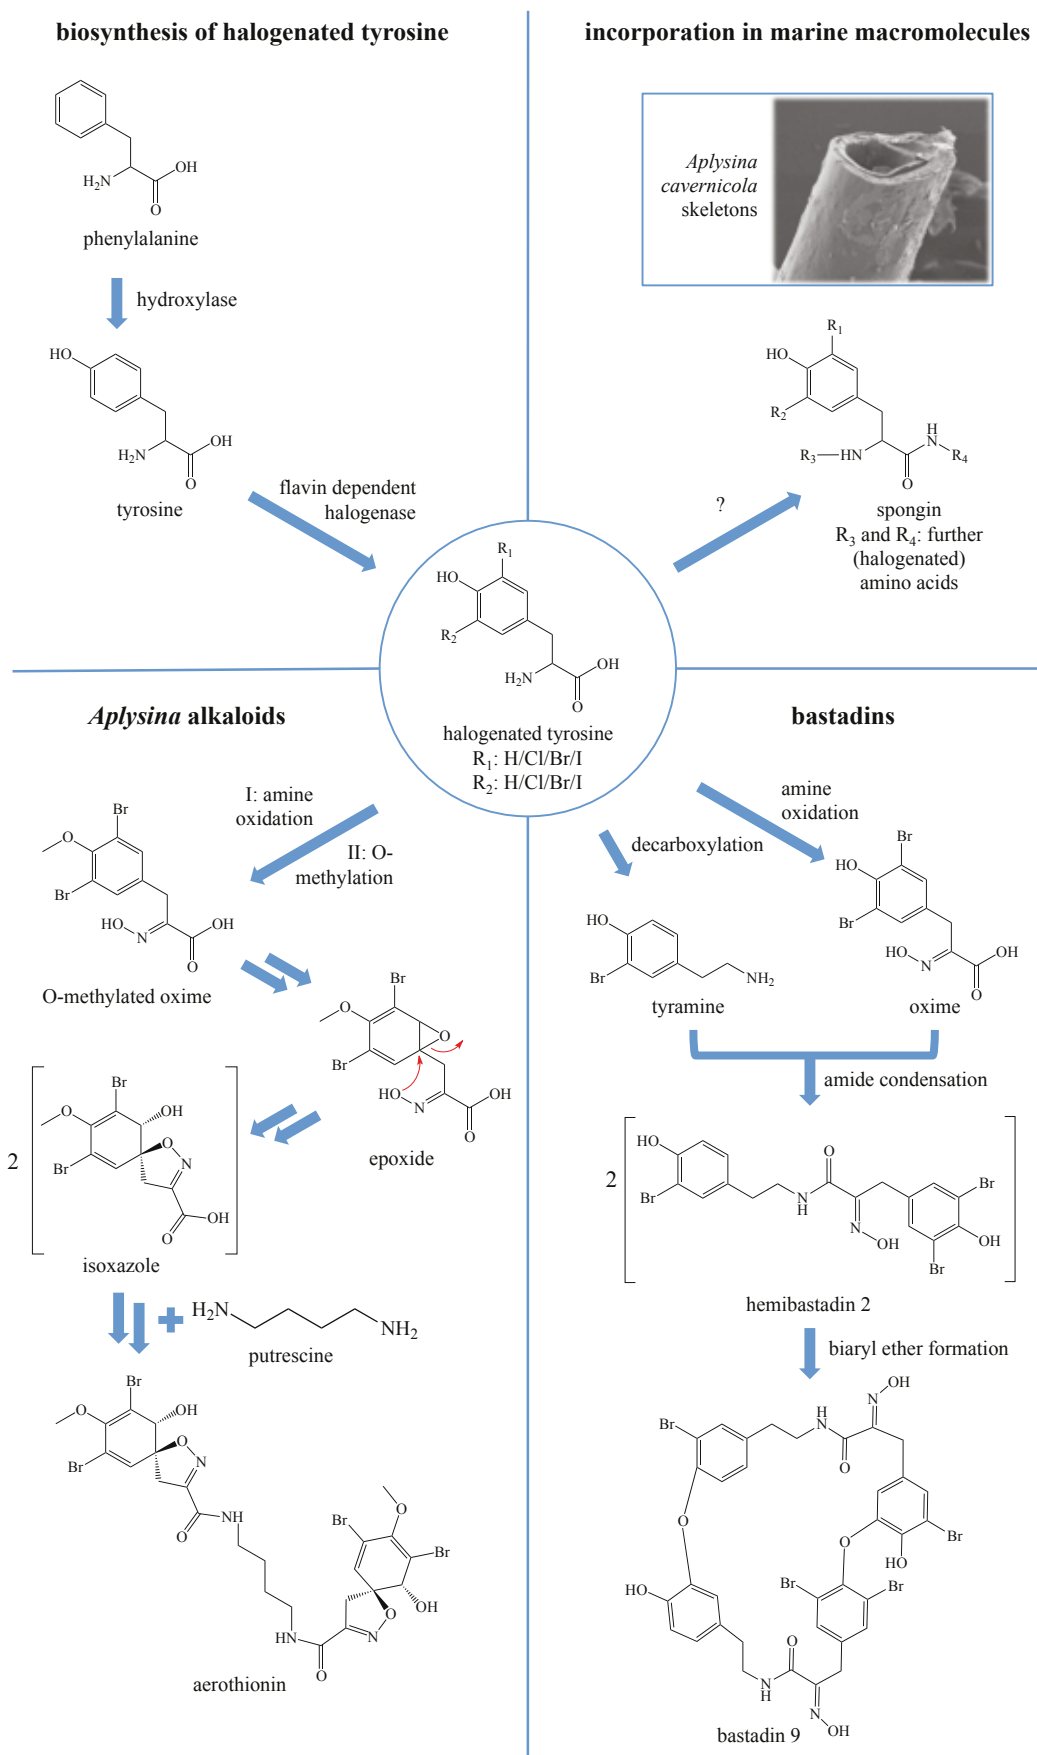 biosynthesis of halogenated tyrosine
H₂N
OH
O
phenylalanine
hydroxylase
HO
H₂N
OH
O
tyrosine
flavin dependent
halogenase
incorporation in marine macromolecules
Aplysina
cavernicola
skeletons
R₁
HO
R₂
H
N
R₃
HN
R₄
O
?
spongin
R₃ and R₄: further
(halogenated)
amino acids
R₁
HO
R₂
H₂N
OH
O
halogenated tyrosine
R₁: H/Cl/Br/I
R₂: H/Cl/Br/I
Aplysina alkaloids
I: amine
oxidation
II: O-
methylation
Br
O
Br
HO
N
OH
O
O-methylated oxime
Br
O
O
Br
HO
N
OH
O
epoxide
2
Br
OH
O
O
N
Br
OH
O
isoxazole
H₂N
NH₂
putrescine
Br
OH
O
O
N
Br
NH
O
O
Br
Br
OH
O
HN
N
O
aerothionin
bastadins
amine
oxidation
decarboxylation
HO
Br
NH₂
tyramine
Br
HO
Br
HO
N
OH
O
oxime
amide condensation
2
HO
Br
O
N
H
N
OH
Br
OH
Br
hemibastadin 2
biaryl ether formation
OH
N
H
N
Br
O
O
Br
O
HO
Br
Br
HO
O
N
H
N
OH
bastadin 9